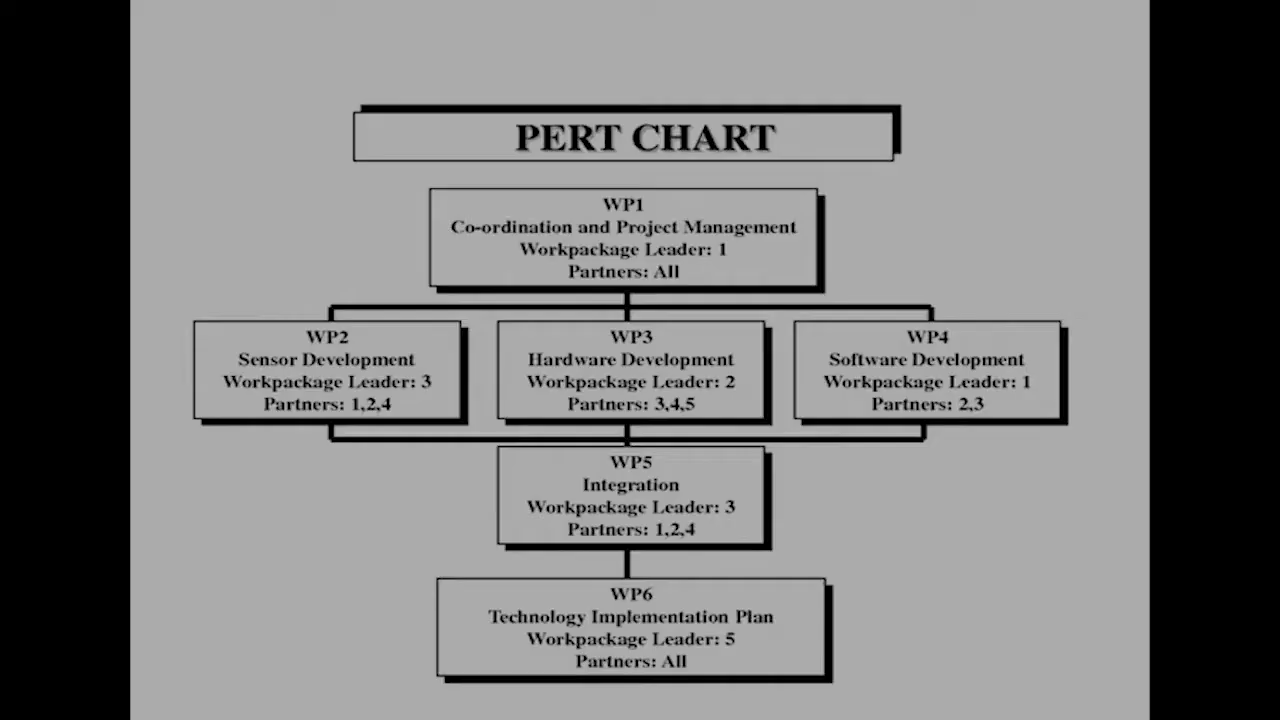 PERT CHART
WP1
Co-ordination and Project Management
Workpackage Leader: 1
Partners: All
WP2
Sensor Development
Workpackage Leader: 3
Partners: 1,2,4
WP3
Hardware Development
Workpackage Leader: 2
Partners: 3,4,5
WP4
Software Development
Workpackage Leader: 1
Partners: 2,3
WP5
Integration
Workpackage Leader: 3
Partners: 1,2,4
WP6
Technology Implementation Plan
Workpackage Leader: 5
Partners: All